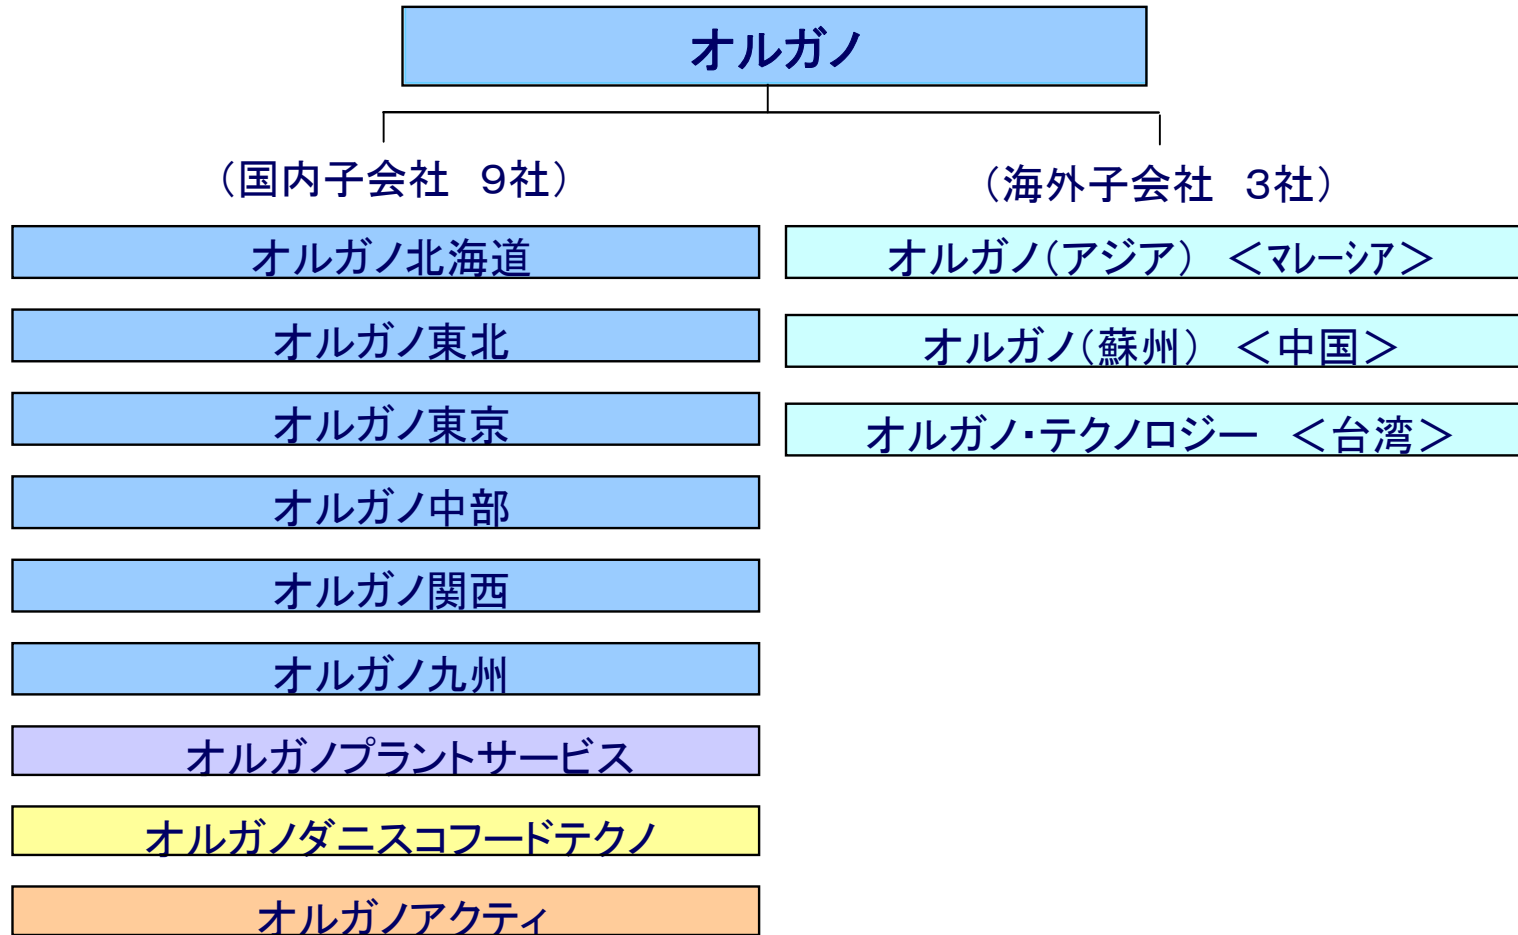 オルガノ
（国内子会社　９社）
オルガノ北海道
オルガノ東北
オルガノ東京
オルガノ中部
オルガノ関西
オルガノ九州
オルガノプラントサービス
オルガノダニスコフードテクノ
オルガノアクティ
（海外子会社　３社）
オルガノ（アジア）　＜ﾏﾚｰｼｱ＞
オルガノ（蘇州）　＜中国＞
オルガノ・テクノロジー　＜台湾＞